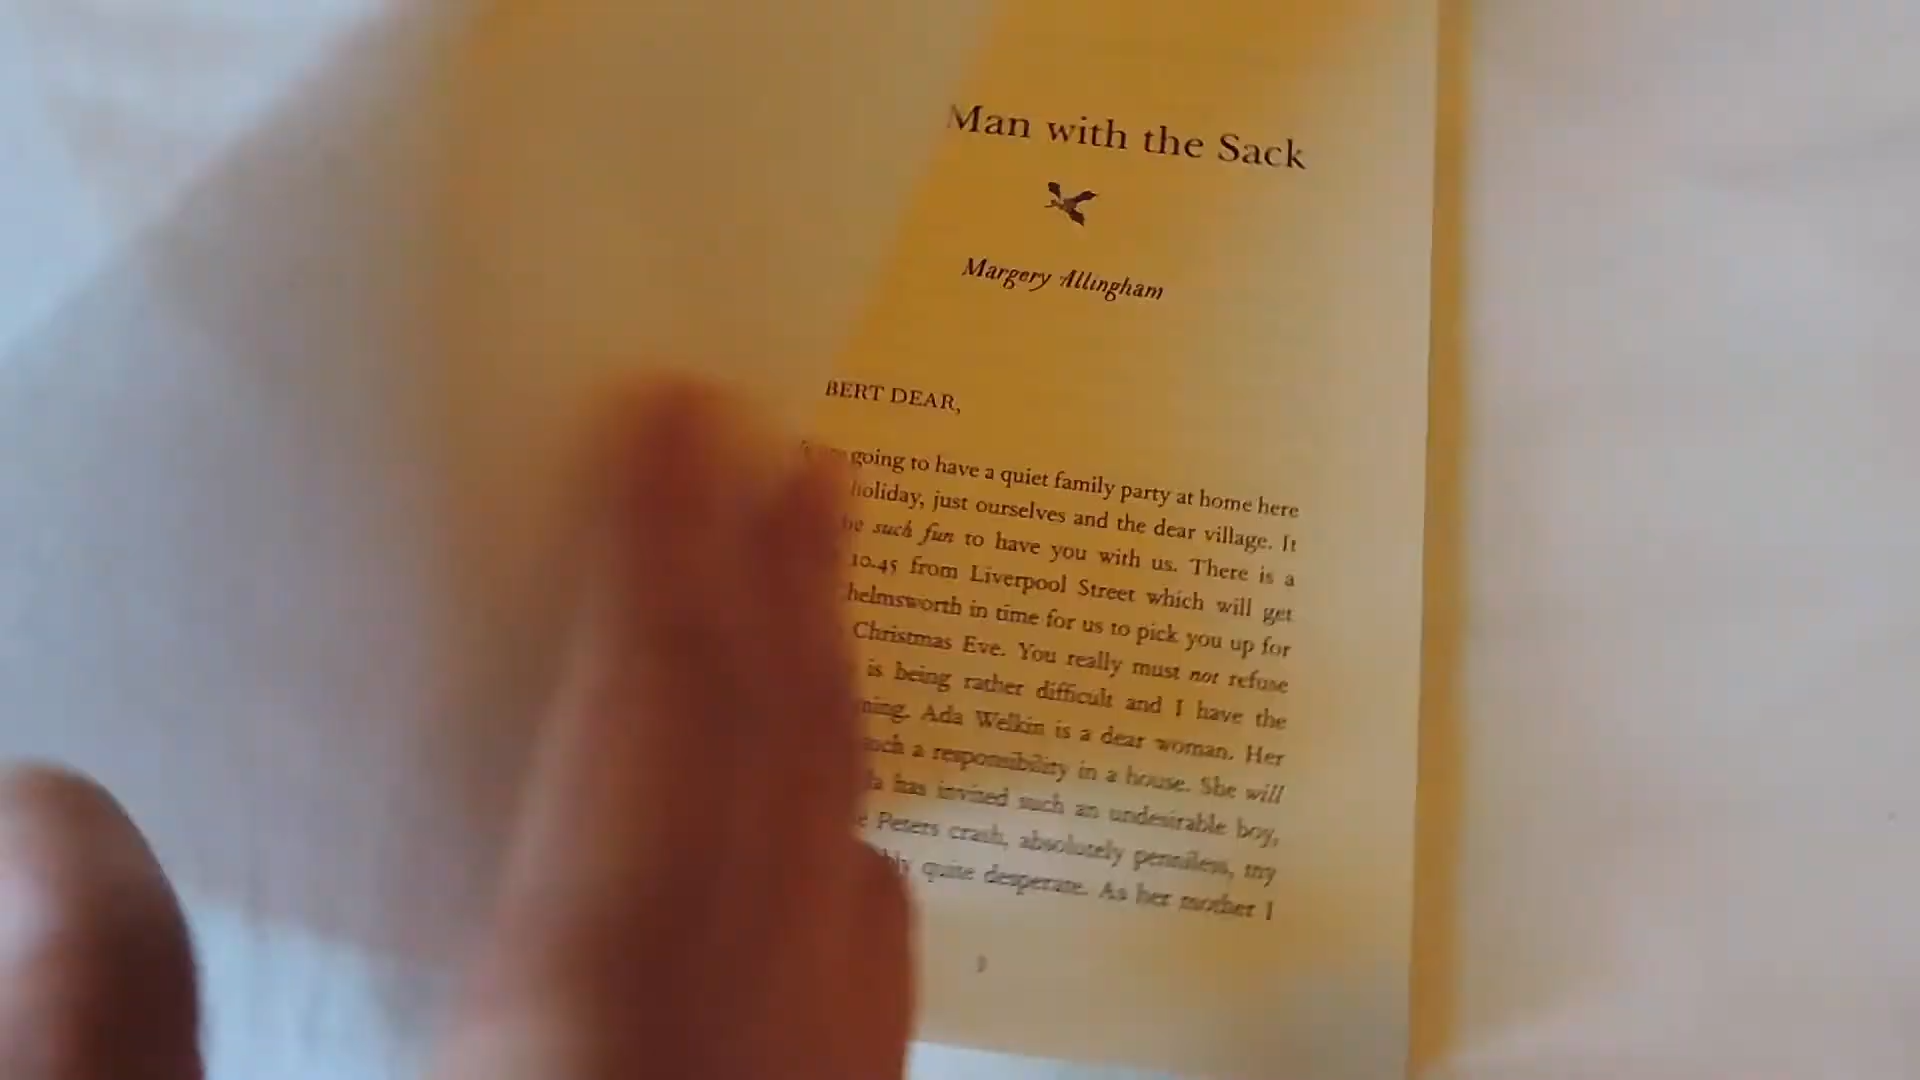 Man with the Sack
Margery Allingham
BERT DEAR,
going to have a quiet family party at home here
holiday, just ourselves and the dear village. It
be such fun to have you with us. There is a
10.45 from Liverpool Street which will get
helmsworth in time for us to pick you up for
Christmas Eve. You really must not refuse
is being rather difficult and I have the
ning. Ada Welkin is a dear woman. Her
such a responsibility in a house. She will
la has invited such an undesirable boy,
e Peters crash, absolutely penniless, my
bly quite desperate. As her mother I